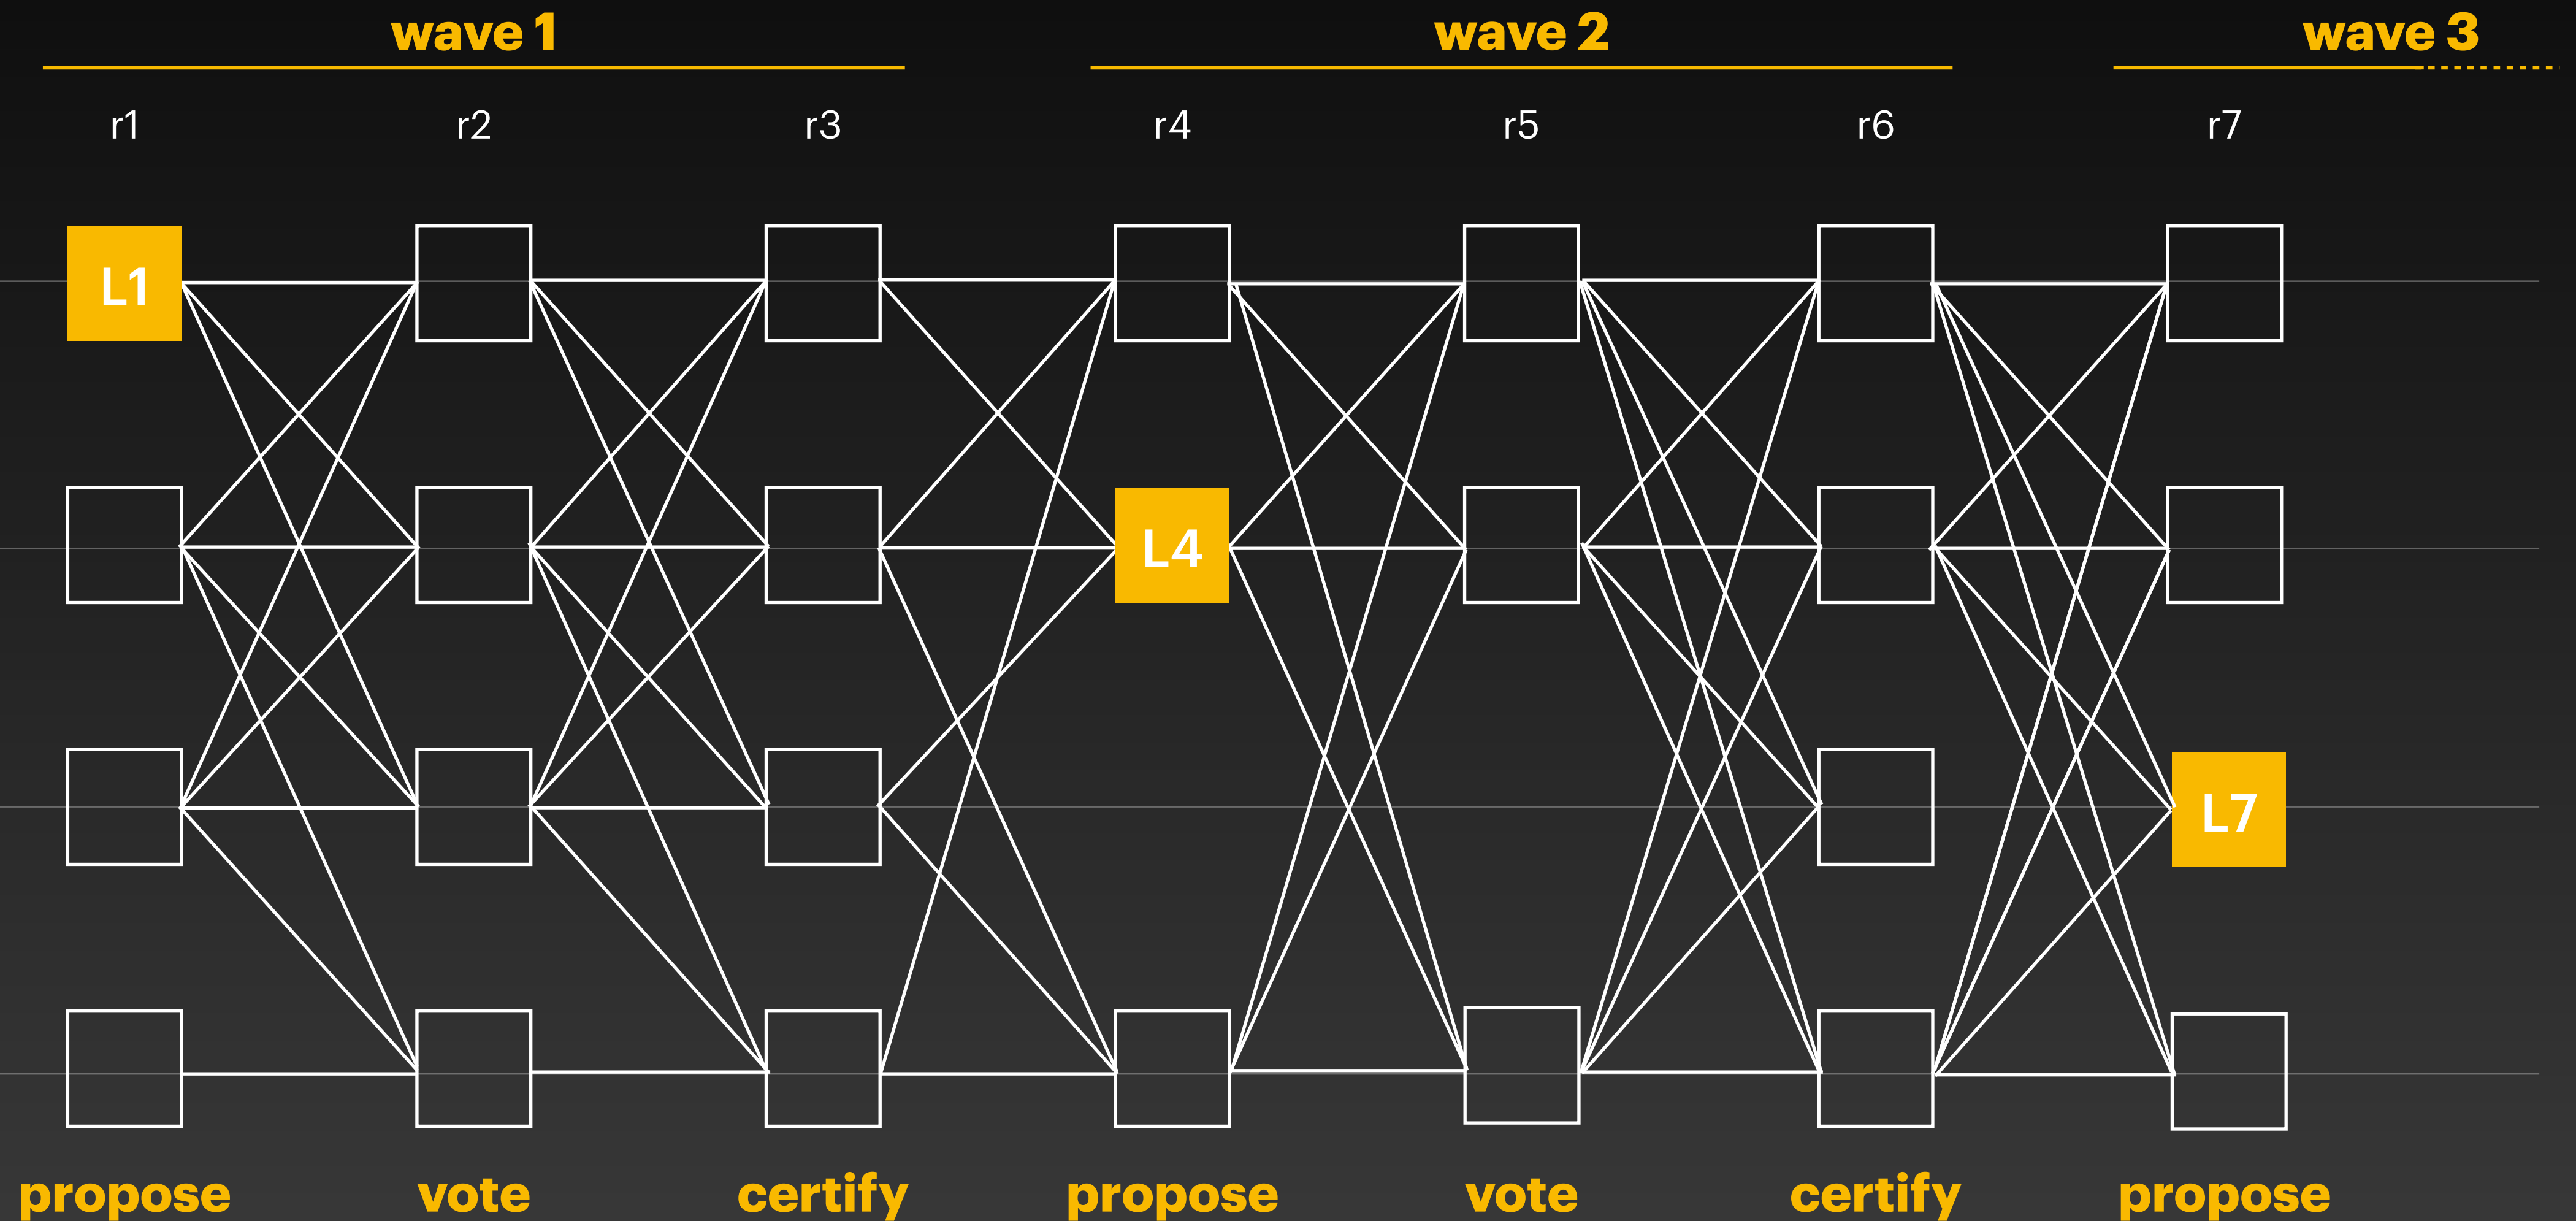 wave 1 wave 2 wave 3
r1 r2 r3 r4 r5 r6 r7
L1
L4
L7
propose vote certify propose vote certify propose